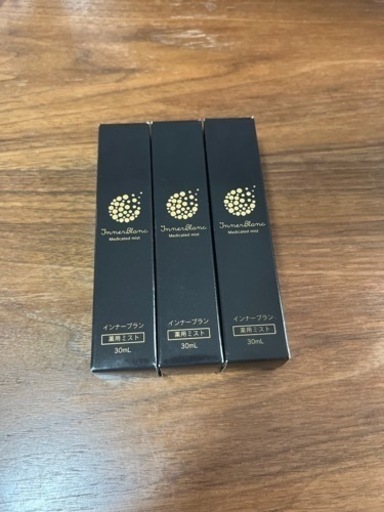 InnerBlanc
Medicated mist
インナーブラン
薬用ミスト
30mL
InnerBlanc
Medicated mist
インナーブラン
薬用ミスト
30mL
InnerBlanc
Medicated mist
インナーブラン
薬用ミスト
30mL